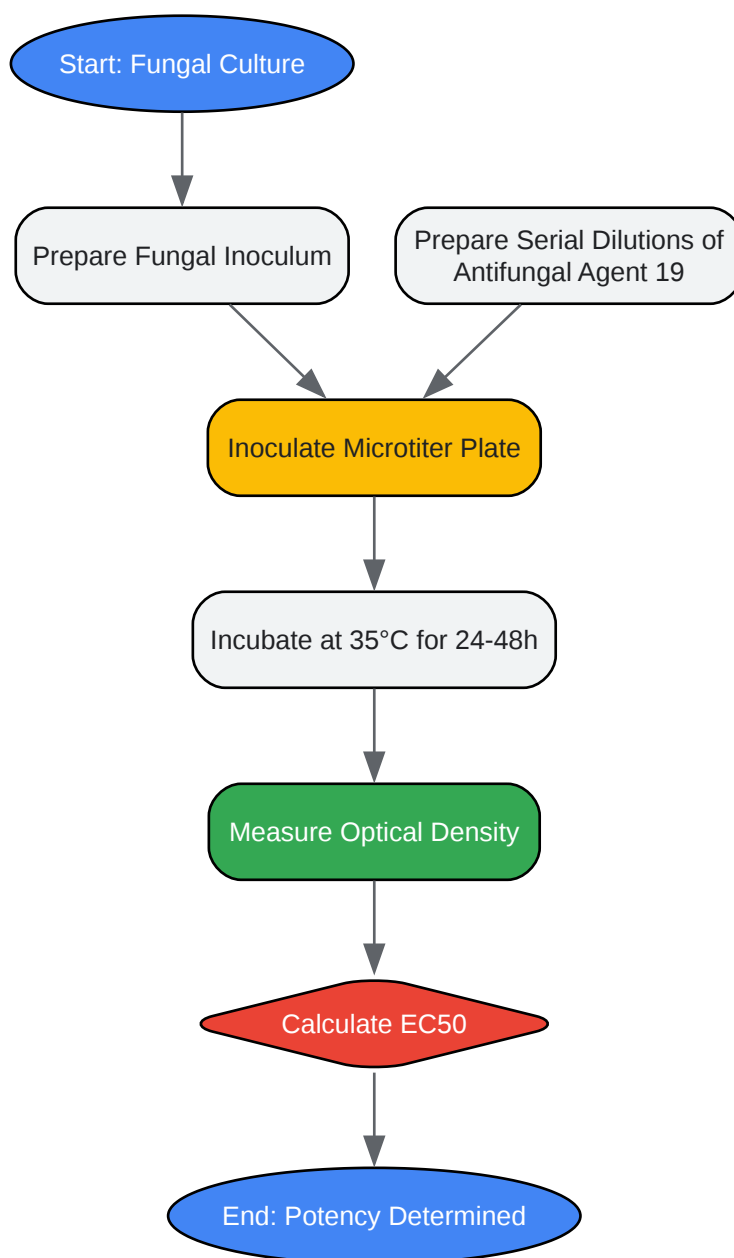 Start: Fungal Culture
Prepare Fungal Inoculum
Prepare Serial Dilutions of
Antifungal Agent 19
Inoculate Microtiter Plate
Incubate at 35°C for 24-48h
Measure Optical Density
Calculate EC50
End: Potency Determined